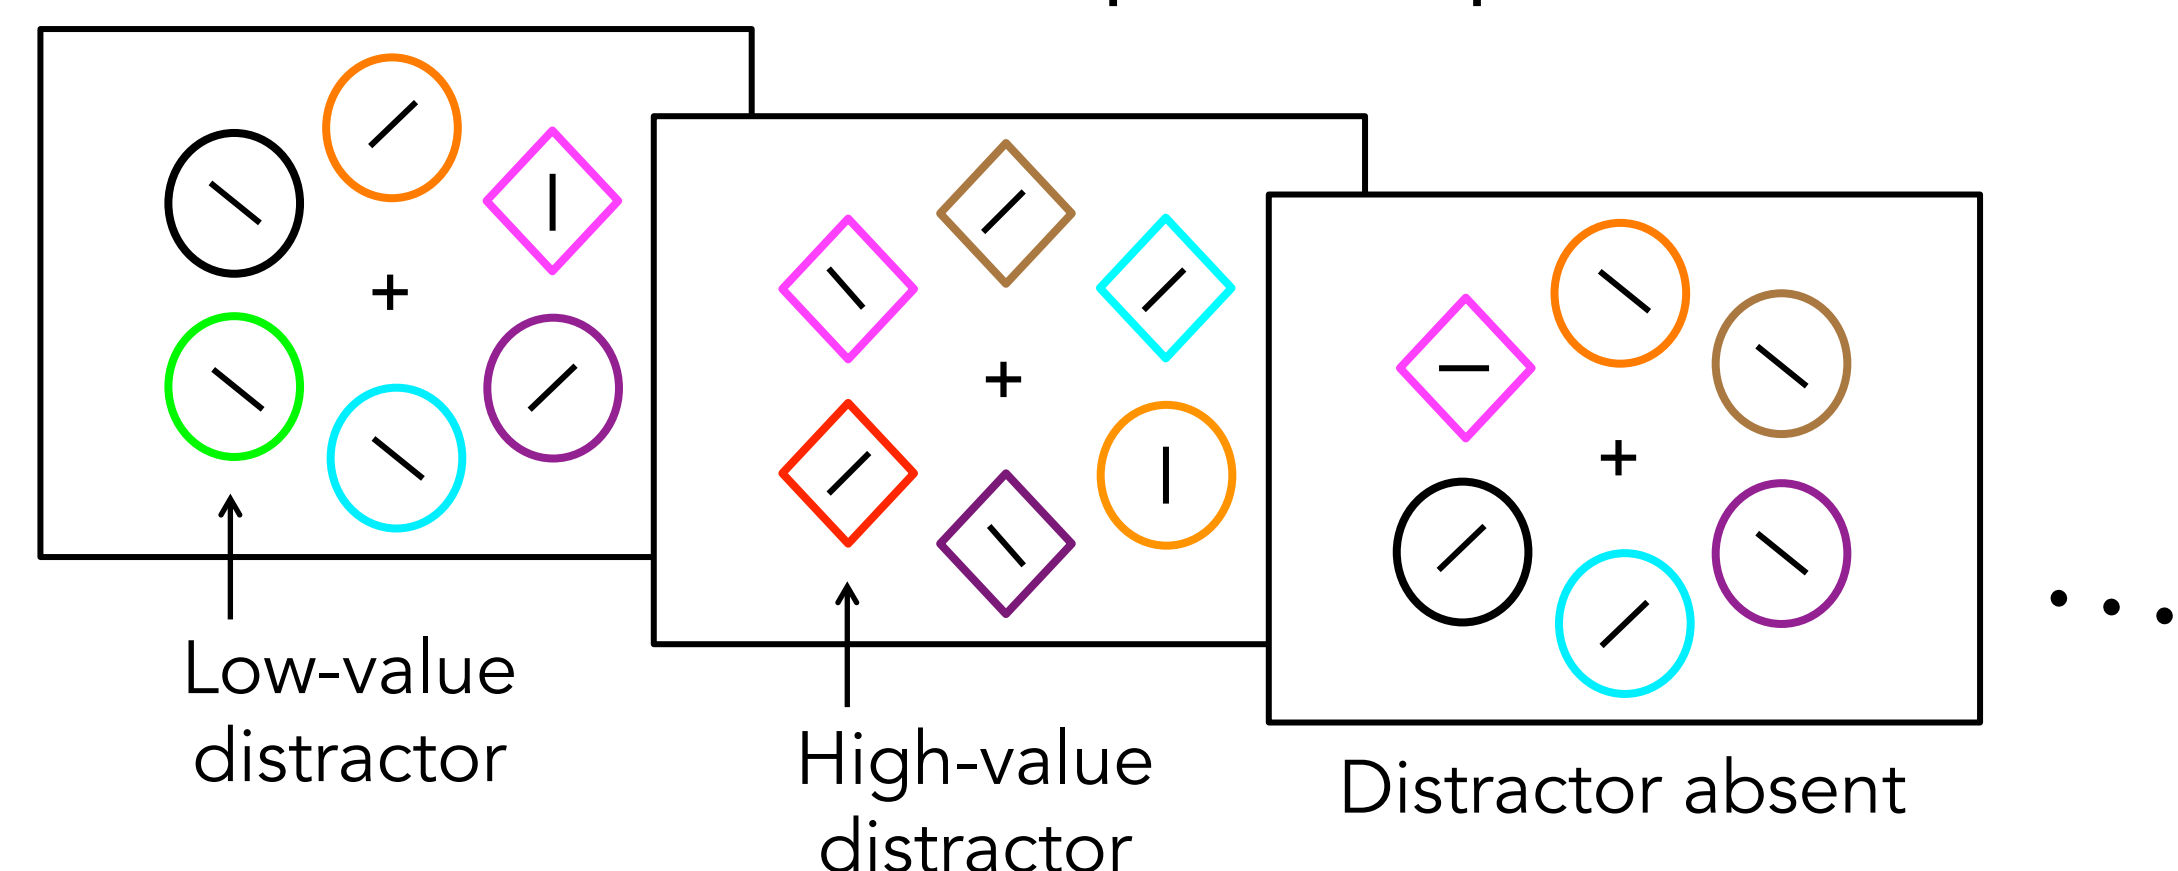 Low-value
distractor
High-value
distractor
Distractor absent